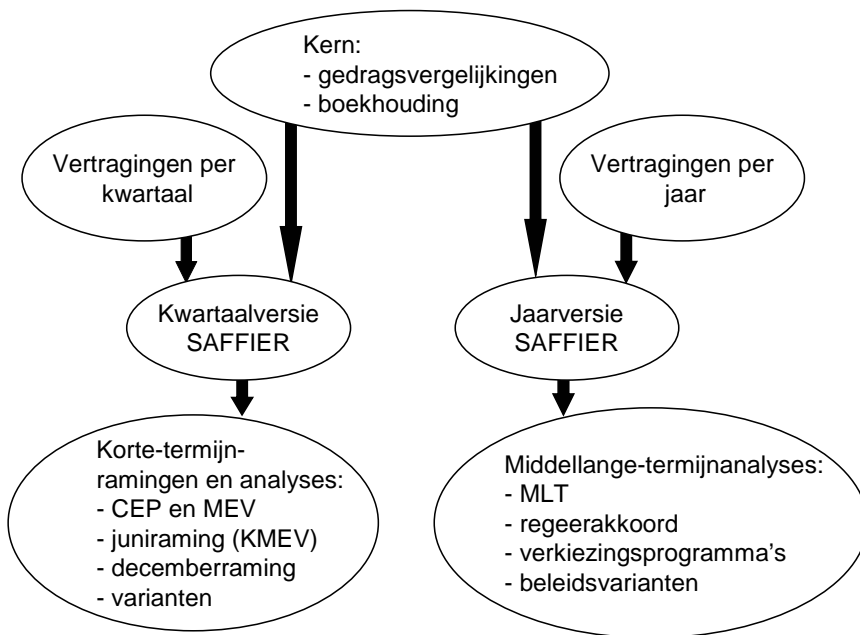 Kern:
- gedragsvergelijkingen
- boekhouding
Vertragingen per
kwartaal
Vertragingen per
jaar
Kwartaalversie
SAFFIER
Jaarversie
SAFFIER
Korte-termijn-
ramingen en analyses:
- CEP en MEV
- juniraming (KMEV)
- decemberraming
- varianten
Middellange-termijnanalyses:
- MLT
- regeerakkoord
- verkiezingsprogramma's
- beleidsvarianten